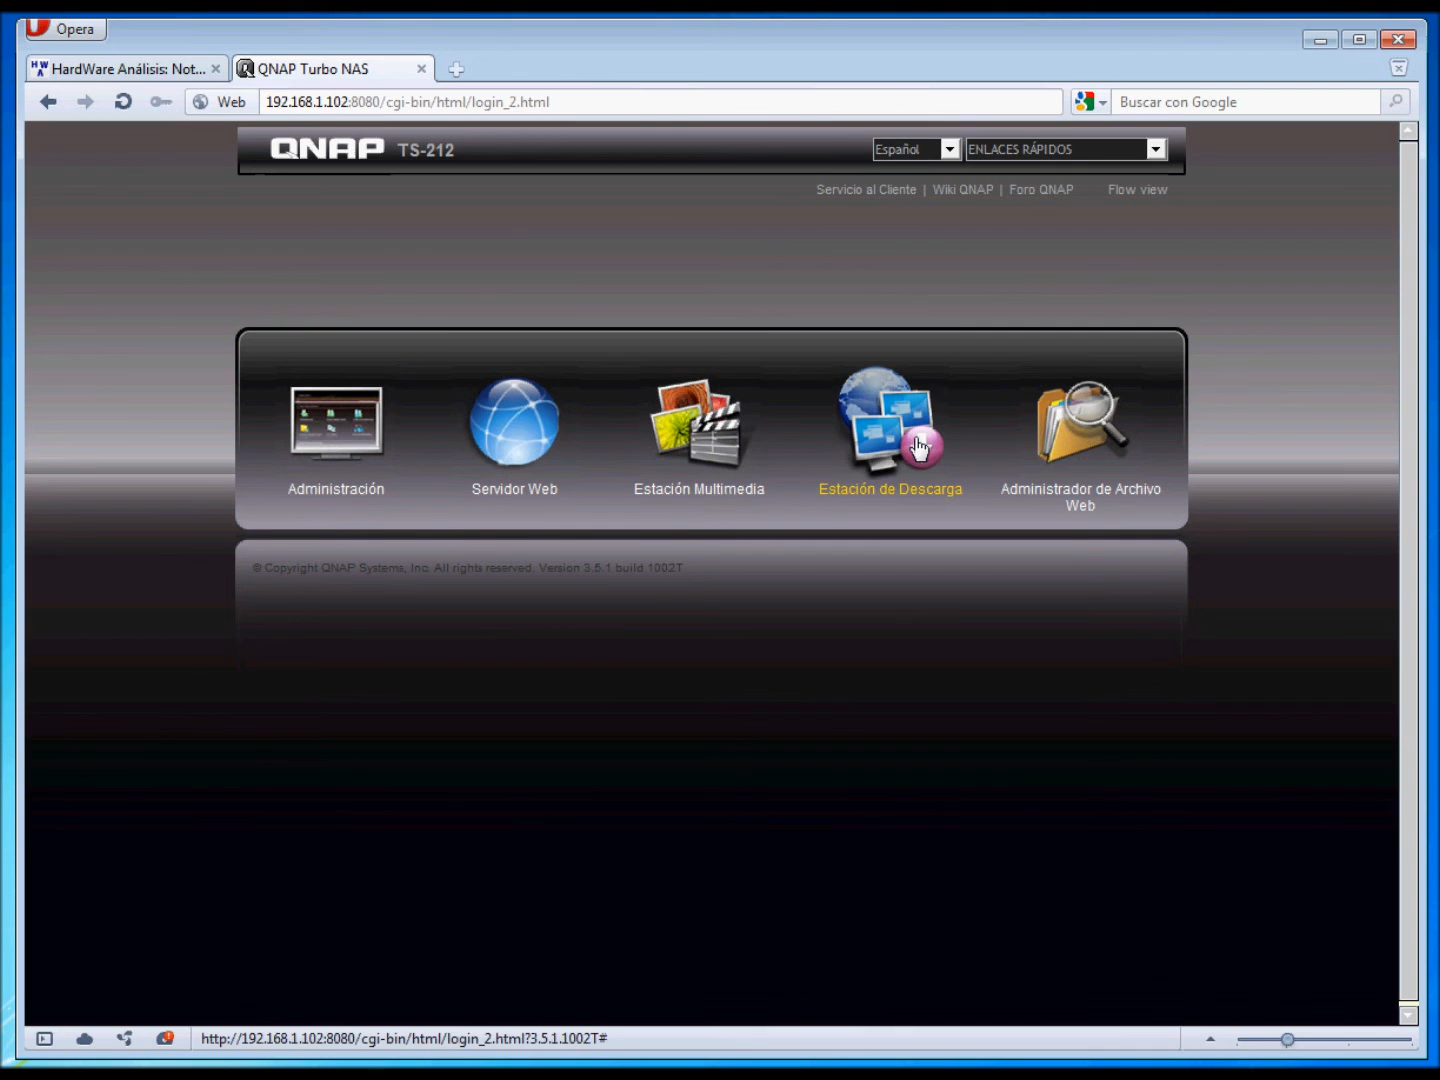 Opera
HardWare Análisis: Not...
QNAP Turbo NAS
Web
192.168.1.102:8080/cgi-bin/html/login_2.html
Buscar con Google
QNAP TS-212
Español
ENLACES RÁPIDOS
Servicio al Cliente | Wiki QNAP | Foro QNAP
Flow view
Administración
Servidor Web
Estación Multimedia
Estación de Descarga
Administrador de Archivo
Web
© Copyright QNAP Systems, Inc. All rights reserved. Version 3.5.1 build 1002T
http://192.168.1.102:8080/cgi-bin/html/login_2.html?3.5.1.1002T#